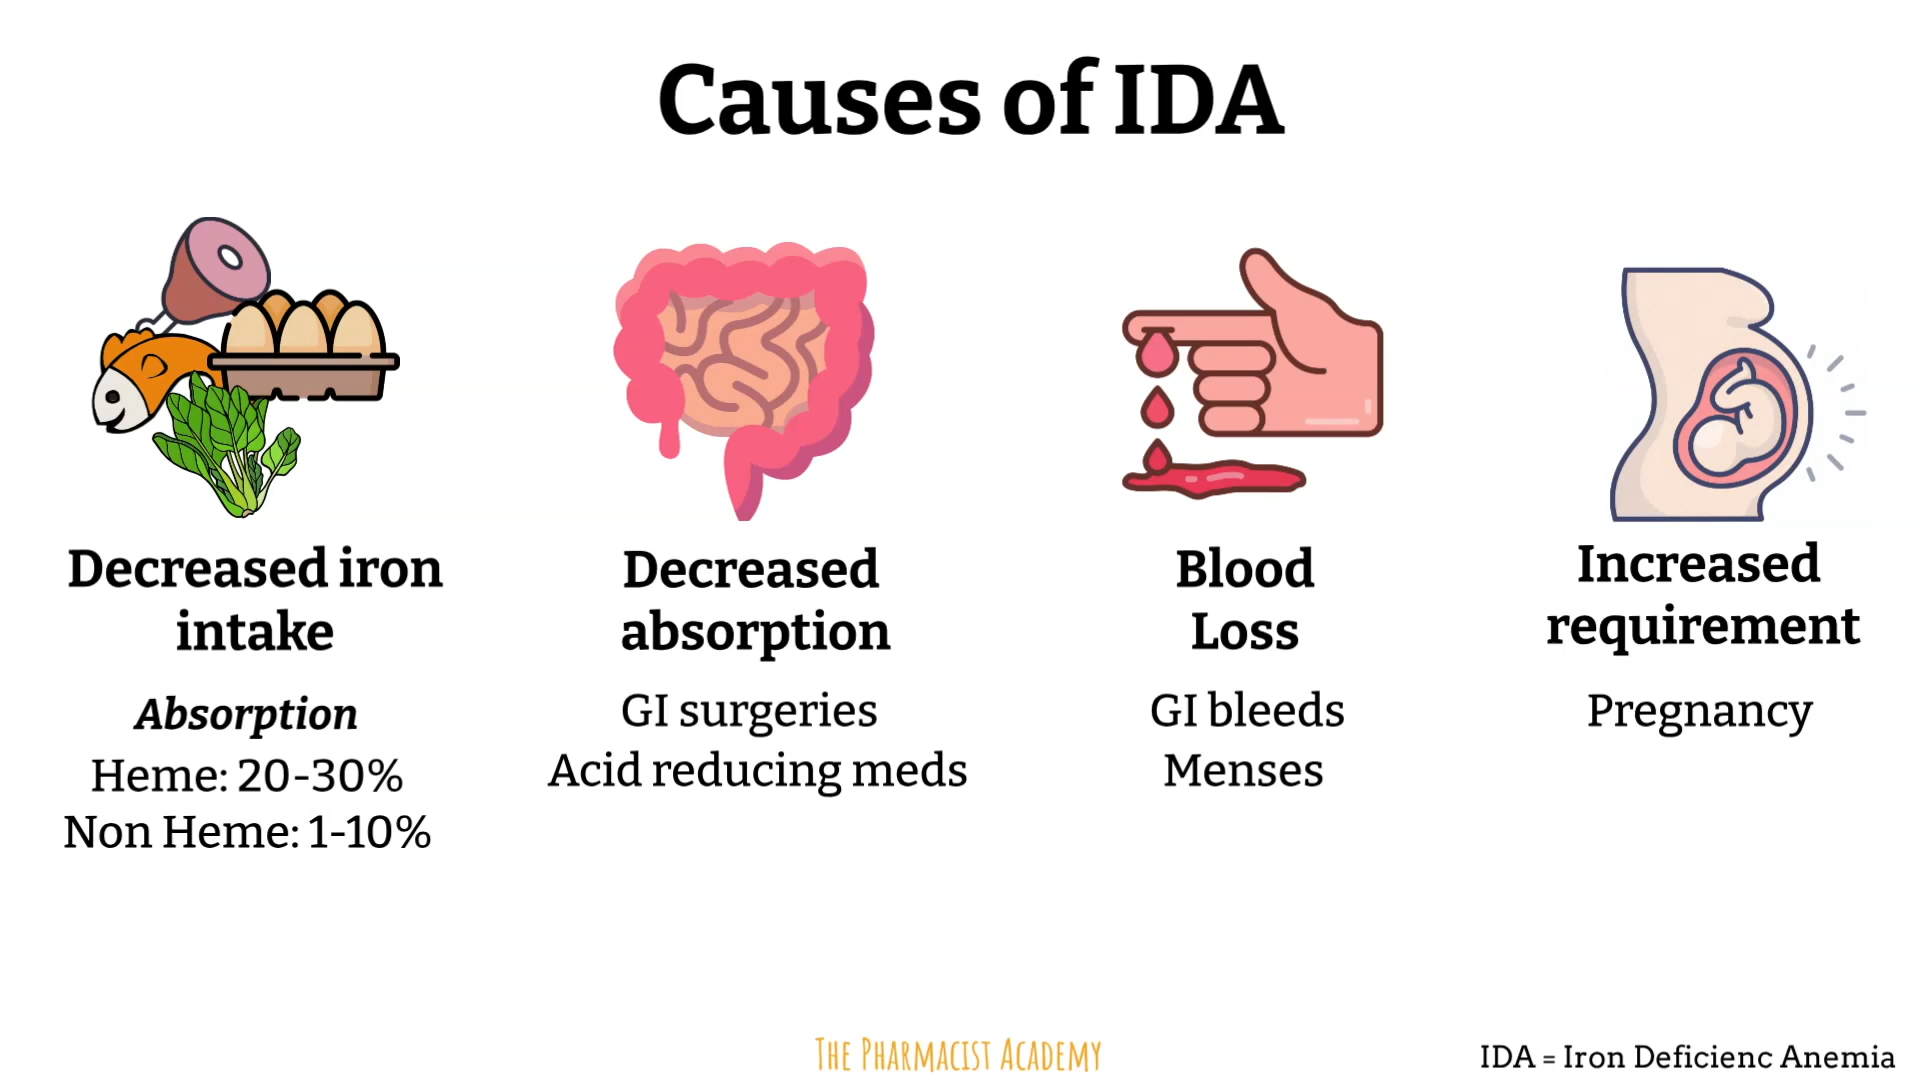 Causes of IDA
Decreased iron
intake
Absorption
Heme: 20-30%
Non Heme: 1-10%
Decreased
absorption
GI surgeries
Acid reducing meds
Blood
Loss
GI bleeds
Menses
Increased
requirement
Pregnancy
THE PHARMACIST ACADEMY
IDA = Iron Deficienc Anemia